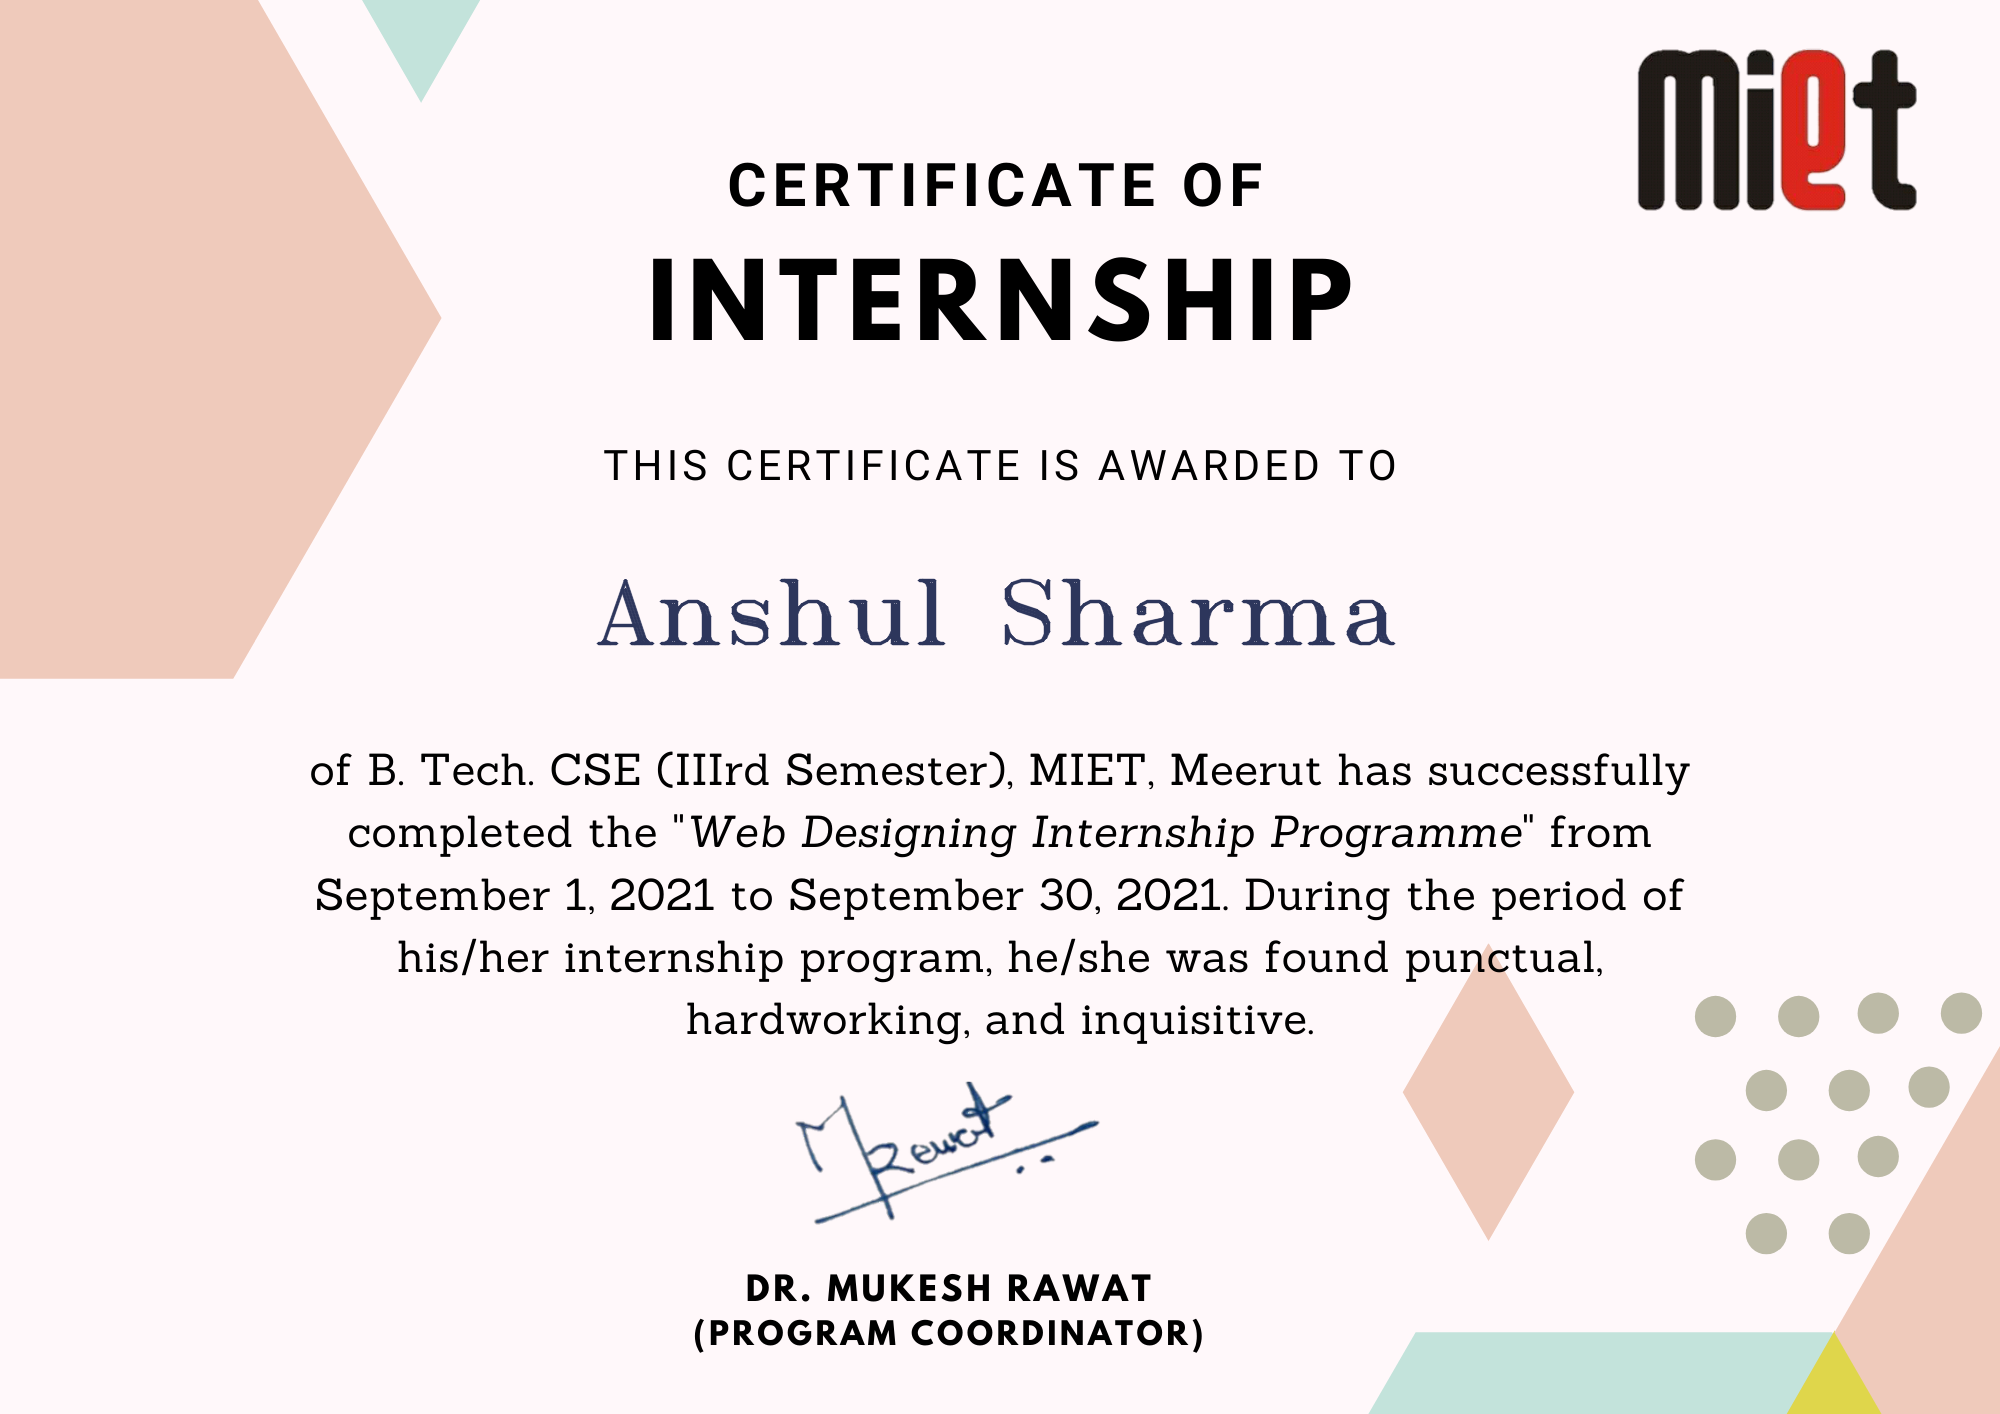 miet
CERTIFICATE OF
INTERNSHIP
THIS CERTIFICATE IS AWARDED TO
Anshul Sharma
of B. Tech. CSE (IIIrd Semester), MIET, Meerut has successfully
completed the "Web Designing Internship Programme" from
September 1, 2021 to September 30, 2021. During the period of
his/her internship program, he/she was found punctual,
hardworking, and inquisitive.
MRawat
DR. MUKESH RAWAT
(PROGRAM COORDINATOR)